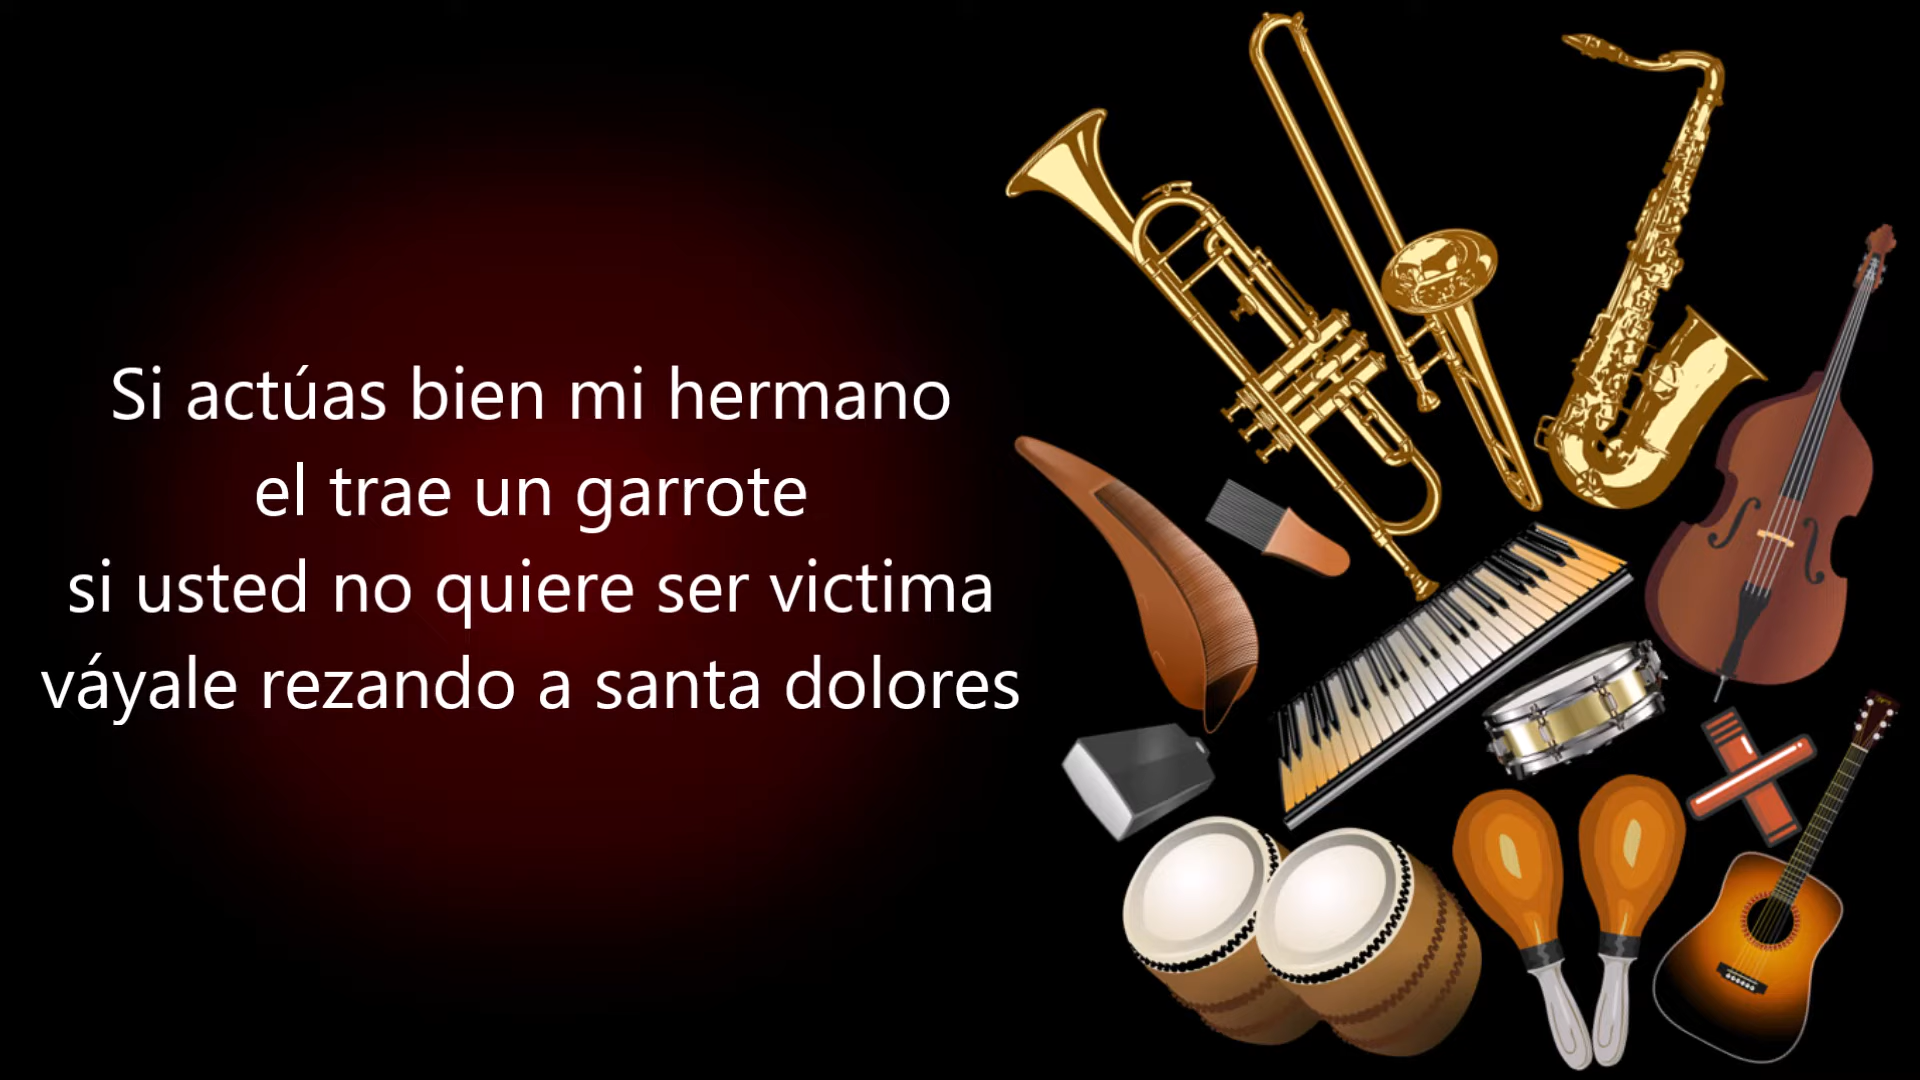 Si actúas bien mi hermano
el trae un garrote
si usted no quiere ser victima
váyale rezando a santa dolores